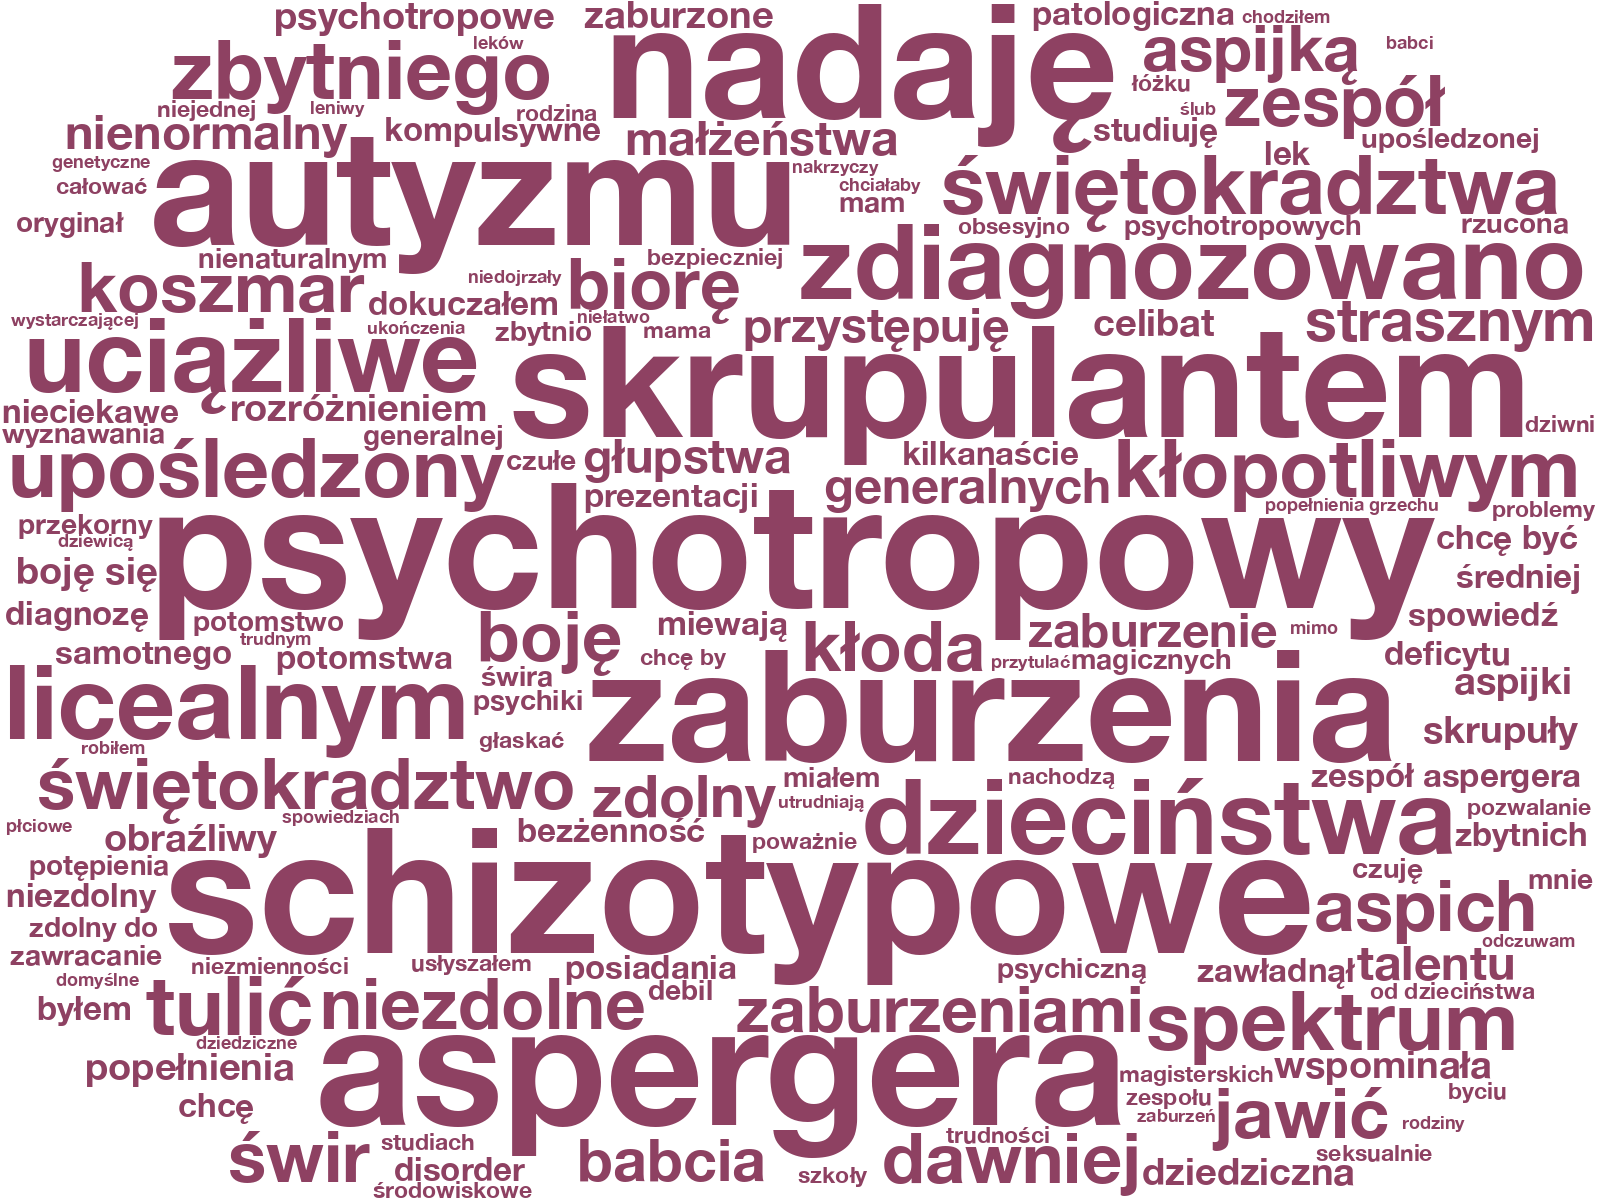 psychotropowe
zaburzone
nadaję
patologiczna
chodziłem
zbytniego
leków
aspijką
babci
niejednej
leniwy
rodzina
łóżku
ślub
zespół
nienormalny
kompulsywne
małżeństwa
studiuję
upośledzonej
genetyczne
autyzmu
nakrzyczy
lek
całować
chciałaby
świętokradztwa
oryginał
mam
obsesyjno
psychotropowych
rzucona
nienaturalnym
bezpieczniej
zdiagnozowano
koszmar
niedojrzały
biorę
dokuczałem
wystarczającej
ukończenia
niełatwo
zbytnio
mama
przystępuję
celibat
strasznym
uciążliwe
skrupulantem
nieciekawe
rozróżnieniem
wyznawania
generalnej
dziwni
upośledzony
czułe
głupstwa
kilkanaście
kłopotliwym
prezentacji
generalnych
popełnienia grzechu
problemy
przekorny
dziewicą
psychotropowy
chcę być
boję się
średniej
diagnozę
potomstwo
boję
miewają
zaburzenie
mimo
spowiedź
trudnym
samotnego
potomstwa
chcę by
kłoda
przytulać
magicznych
deficytu
świra
aspijki
licealnym
psychiki
zaburzenia
skrupuły
robiłem
głaskać
świętokradztwo
zdolny
miałem
nachodzą
zespół aspergera
utrudniają
dzieciństwa
pozwalanie
płciowe
spowiedziach
obraźliwy
bezżenność
poważnie
zbytnich
potępienia
schizotypowe
czuję
mnie
niezdolny
aspich
zdolny do
odczuwam
zawracanie
niezmienności
usłyszałem
posiadania
psychiczną
zawładnął
talentu
domyślne
tulić
niezdolne
debil
od dzieciństwa
byłem
zaburzeniami
spektrum
dziedziczne
aspergera
popełnienia
magisterskich
wspominała
chcę
zespołu
byciu
zaburzeń
jawić
rodziny
świr
studiach
trudności
disorder
babcia
szkoły
dawniej
seksualnie
dziedziczna
środowiskowe